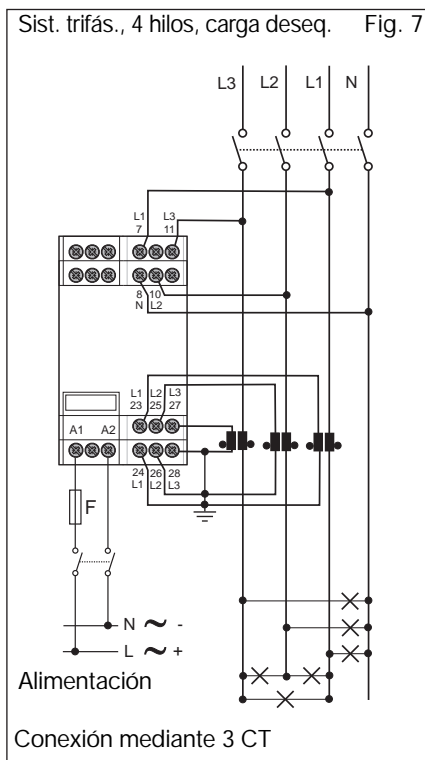 Sist. trifás., 4 hilos, carga deseq. Fig. 7
L3 L2 L1 N
L1 L3
7 11
8 10
N L2
L1 L2 L3
23 25 27
A1 A2
24 26 28
L1 L2 L3
F
N ~ -
L ~ +
Alimentación
Conexión mediante 3 CT